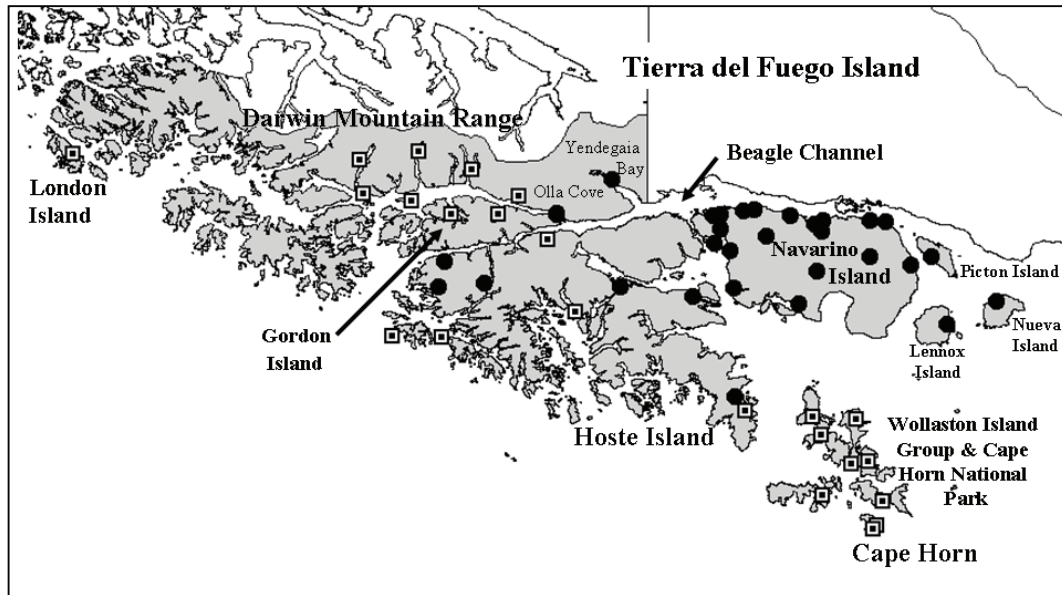 Tierra del Fuego Island
Darwin Mountain Range
Yendegaia
Bay
Beagle Channel
London
Island
Olla Cove
Navarino
Island
Picton Island
Gordon
Island
Nueva
Island
Lennox
Island
Hoste Island
Wollaston Island
Group & Cape
Horn National
Park
Cape Horn